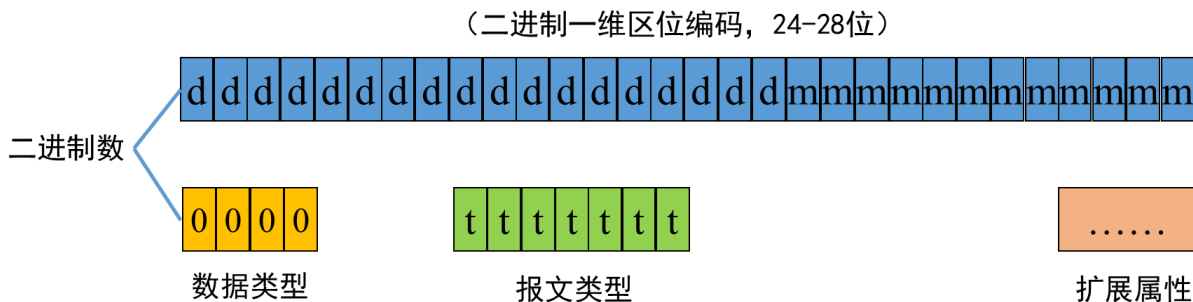 （二进制一维区位编码，24-28位）
d d d d d d d d d d d d d d d d d d m m m m m m m m m m m m
二进制数
0 0 0 0 t t t t t t t ……
数据类型 报文类型 扩展属性